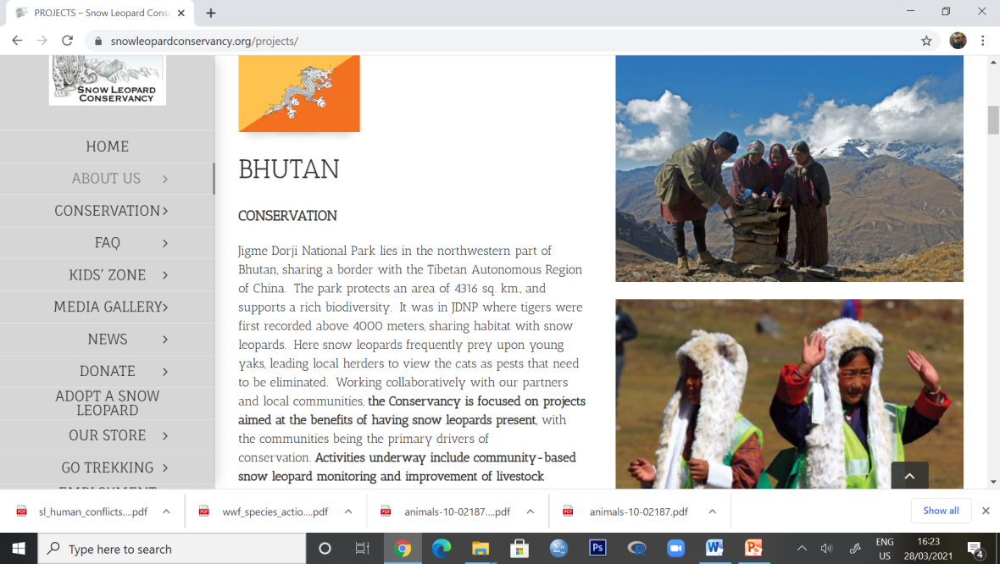 PROJECTS – Snow Leopard Conse
snowleopardconservancy.org/projects/
SNOW LEOPARD
CONSERVANCY
HOME
ABOUT US
CONSERVATION
FAQ
KIDS' ZONE
MEDIA GALLERY
NEWS
DONATE
ADOPT A SNOW
LEOPARD
OUR STORE
GO TREKKING
EMPLOYMENT
BHUTAN
CONSERVATION
Jigme Dorji National Park lies in the northwestern part of
Bhutan, sharing a border with the Tibetan Autonomous Region
of China. The park protects an area of 4316 sq. km., and
supports a rich biodiversity. It was in JDNP where tigers were
first recorded above 4000 meters, sharing habitat with snow
leopards. Here snow leopards frequently prey upon young
yaks, leading local herders to view the cats as pests that need
to be eliminated. Working collaboratively with our partners
and local communities, the Conservancy is focused on projects
aimed at the benefits of having snow leopards present, with
the communities being the primary drivers of
conservation. Activities underway include community-based
snow leopard monitoring and improvement of livestock
sl_human_conflicts....pdf
wwf_species_actio....pdf
animals-10-02187....pdf
animals-10-02187.pdf
Show all
Type here to search
Ps
R
W
P
ENG
US
16:23
28/03/2021
4